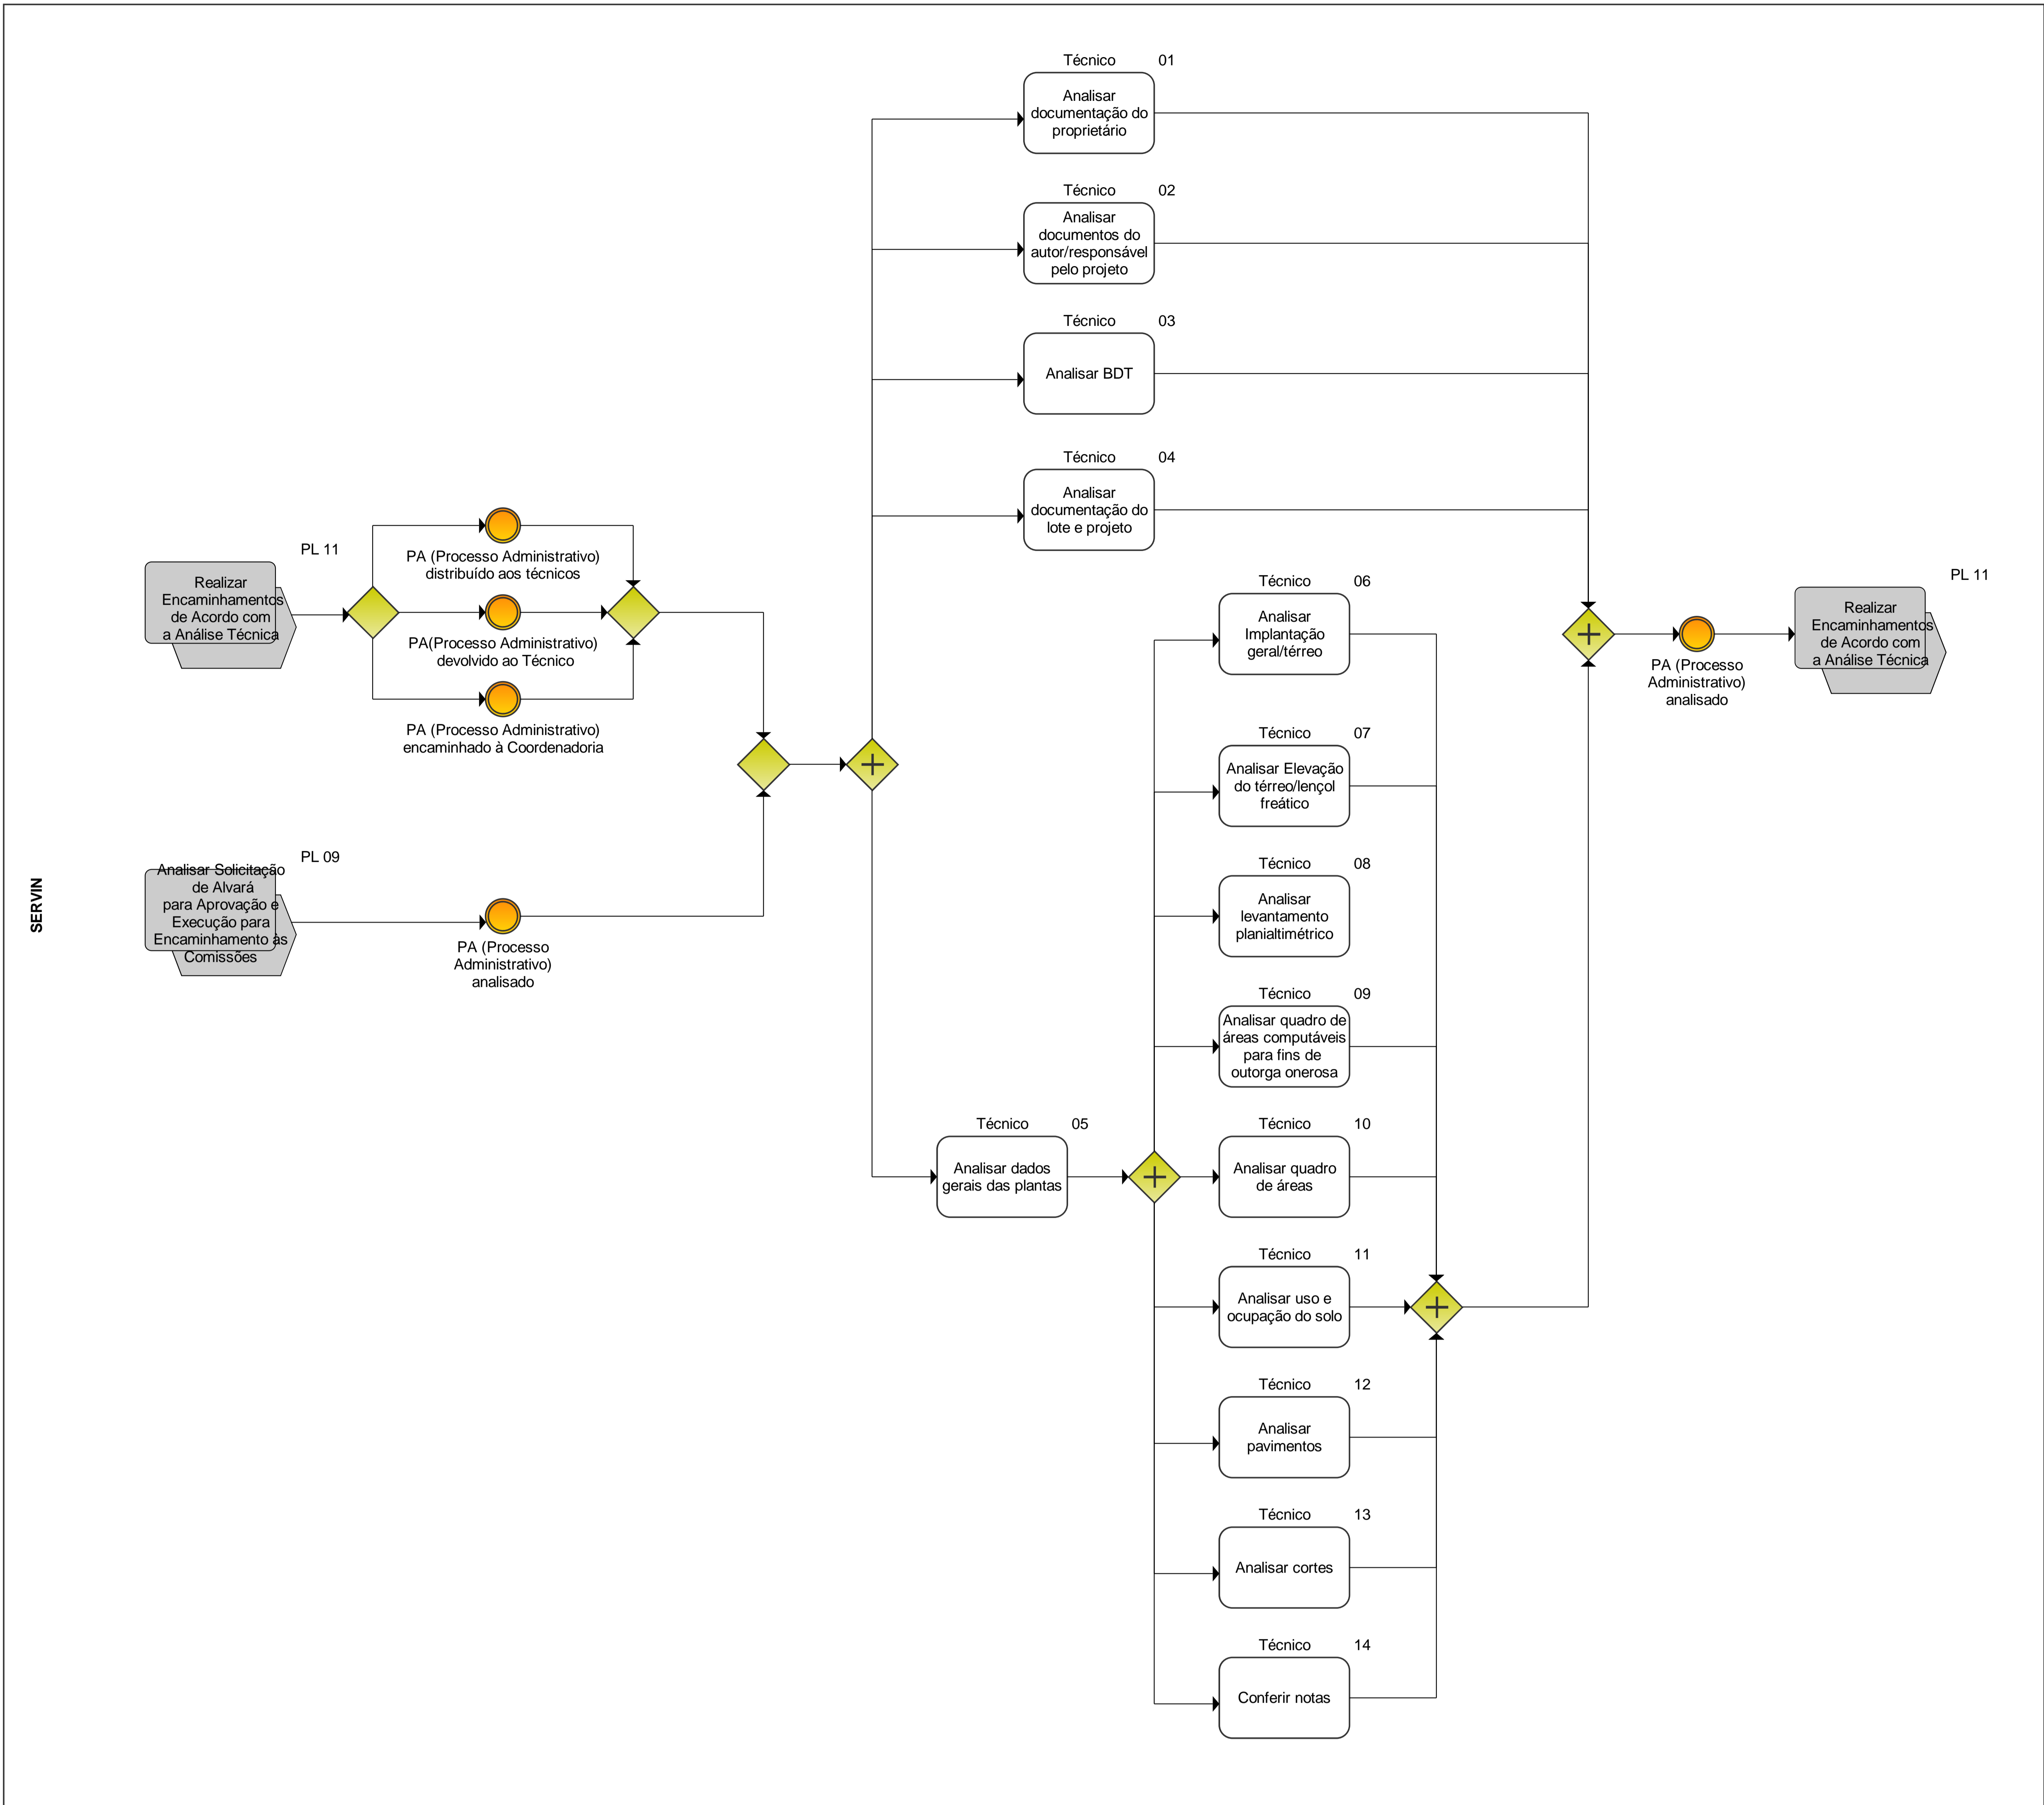 Técnico 01
Analisar
documentação do
proprietário
Técnico 02
Analisar
documentos do
autor/responsável
pelo projeto
Técnico 03
Analisar BDT
Técnico 04
Analisar
documentação do
lote e projeto
PL 11
Realizar
Encaminhamentos
de Acordo com
a Análise Técnica
PA (Processo Administrativo)
distribuído aos técnicos
PA(Processo Administrativo)
devolvido ao Técnico
PA (Processo Administrativo)
encaminhado à Coordenadoria
PL 09
Analisar Solicitação
de Alvará
para Aprovação e
Execução para
Encaminhamento às
Comissões
PA (Processo
Administrativo)
analisado
SERVIN
Técnico 05
Analisar dados
gerais das plantas
Técnico 06
Analisar
Implantação
geral/térreo
Técnico 07
Analisar Elevação
do térreo/lençol
freático
Técnico 08
Analisar
levantamento
planialtimétrico
Técnico 09
Analisar quadro de
áreas computáveis
para fins de
outorga onerosa
Técnico 10
Analisar quadro
de áreas
Técnico 11
Analisar uso e
ocupação do solo
Técnico 12
Analisar
pavimentos
Técnico 13
Analisar cortes
Técnico 14
Conferir notas
PA (Processo
Administrativo)
analisado
PL 11
Realizar
Encaminhamentos
de Acordo com
a Análise Técnica